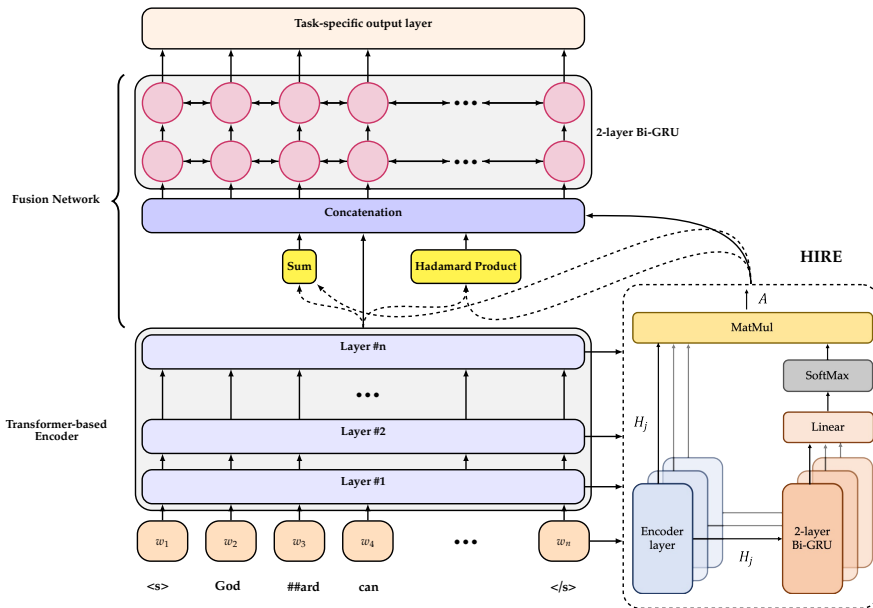 Task-specific output layer
2-layer Bi-GRU
Fusion Network
Concatenation
Sum
Hadamard Product
HIRE
A
MatMul
Layer #n
SoftMax
•••
Transformer-based
Encoder
Layer #2
H_j
Linear
Layer #1
w_1 w_2 w_3 w_4 ••• w_n
Encoder
layer
H_j
2-layer
Bi-GRU
<s> God ##ard can </s>